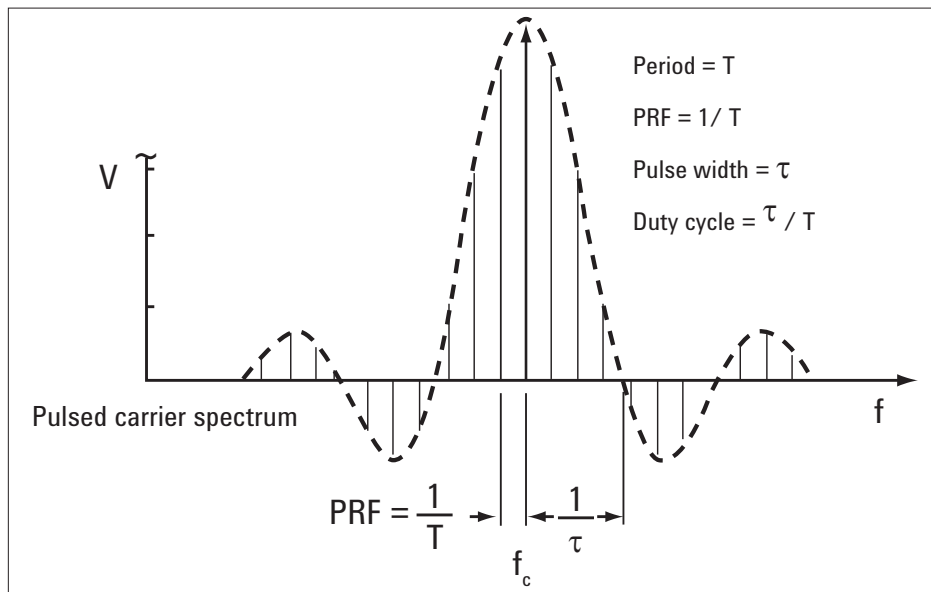 Period = T
PRF = 1/ T
Pulse width = τ
Duty cycle = τ / T
V
Pulsed carrier spectrum
f
PRF = 1/T
1/τ
f_c